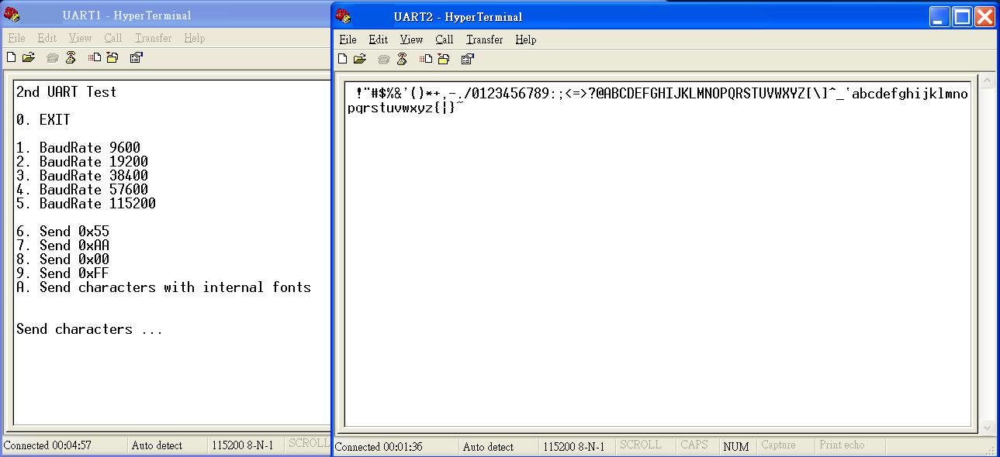 UART1 - HyperTerminal
File Edit View Call Transfer Help
2nd UART Test
0. EXIT
1. BaudRate 9600
2. BaudRate 19200
3. BaudRate 38400
4. BaudRate 57600
5. BaudRate 115200
6. Send 0x55
7. Send 0xAA
8. Send 0x00
9. Send 0xFF
A. Send characters with internal fonts
Send characters ...
Connected 00:04:57 Auto detect 115200 8-N-1 SCROLL
UART2 - HyperTerminal
File Edit View Call Transfer Help
!"#$%&'()*+,-./0123456789:;<=>?@ABCDEFGHIJKLMNOPQRSTUVWXYZ[\]^_`abcdefghijklmno
pqrstuvwxyz{|}~
Connected 00:01:36 Auto detect 115200 8-N-1 SCROLL CAPS NUM Capture Print echo